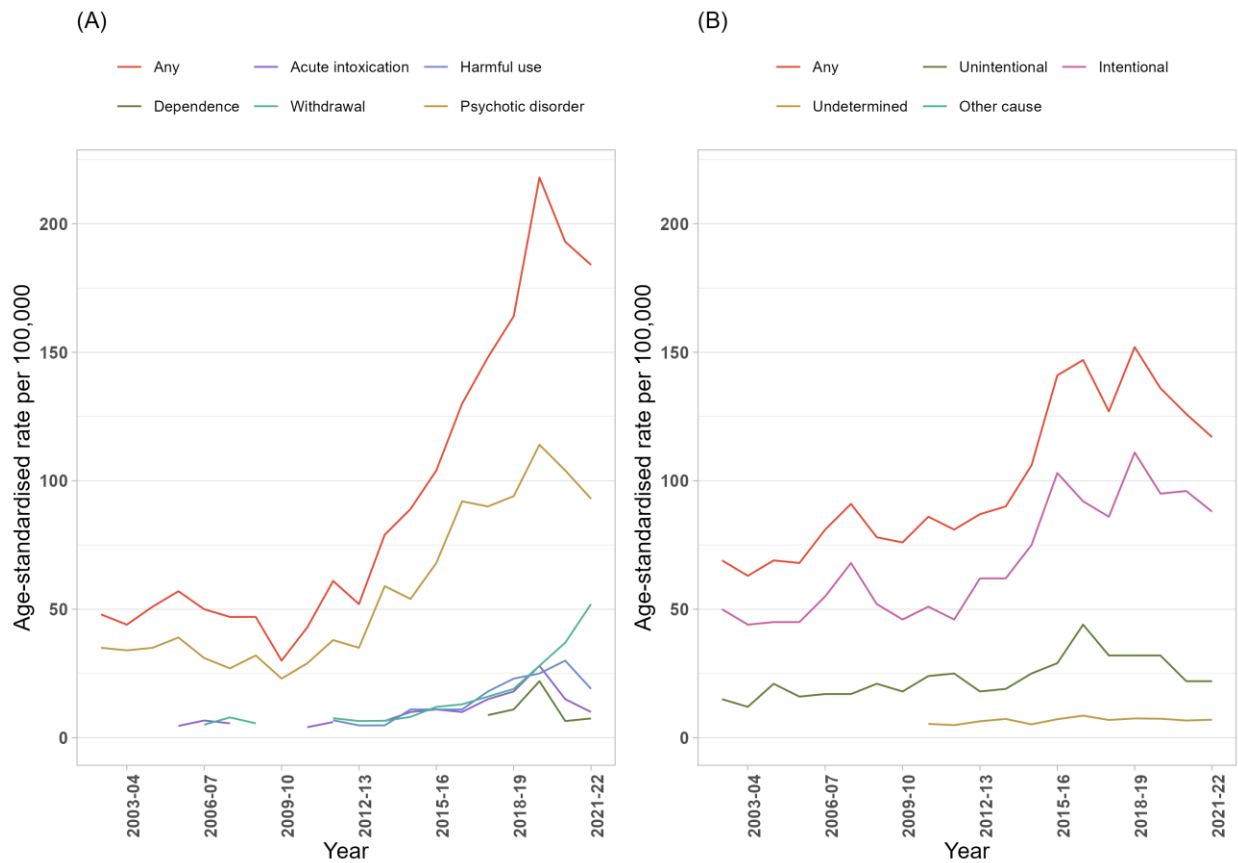 (A)
Any
Acute intoxication
Harmful use
Dependence
Withdrawal
Psychotic disorder
Age-standardised rate per 100,000
200
150
100
50
0
2003-04
2006-07
2009-10
2012-13
2015-16
2018-19
2021-22
Year
(B)
Any
Unintentional
Intentional
Undetermined
Other cause
Age-standardised rate per 100,000
200
150
100
50
0
2003-04
2006-07
2009-10
2012-13
2015-16
2018-19
2021-22
Year